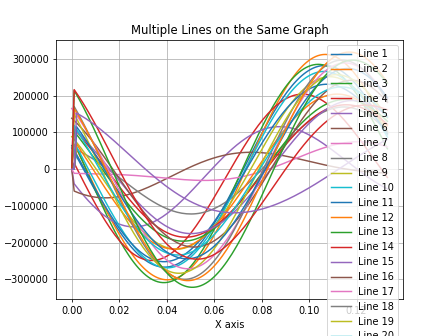 Multiple Lines on the Same Graph
300000
200000
100000
0
−100000
−200000
−300000
0.00
0.02
0.04
0.06
0.08
0.10
X axis
Line 1
Line 2
Line 3
Line 4
Line 5
Line 6
Line 7
Line 8
Line 9
Line 10
Line 11
Line 12
Line 13
Line 14
Line 15
Line 16
Line 17
Line 18
Line 19
Line 20